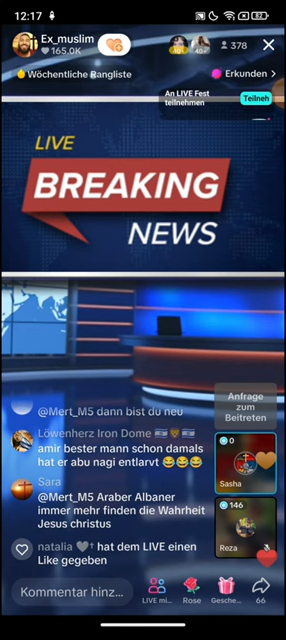 12:17
82
Ex_muslim
165.0K
378
Wöchentliche Rangliste
Erkunden
An LIVE Fest
teilnehmen
Teilneh
LIVE
BREAKING
NEWS
@Mert_M5 dann bist du neu
Löwenherz Iron Dome
amir bester mann schon damals
hat er abu nagi entlarvt 😂😂😂
Sara
@Mert_M5 Araber Albaner
immer mehr finden die Wahrheit
Jesus christus
natalia 🤍† hat dem LIVE einen
Like gegeben
Anfrage
zum
Beitreten
0
Sasha
146
Reza
Kommentar hinz...
LIVE mi...
Rose
Gesche...
66